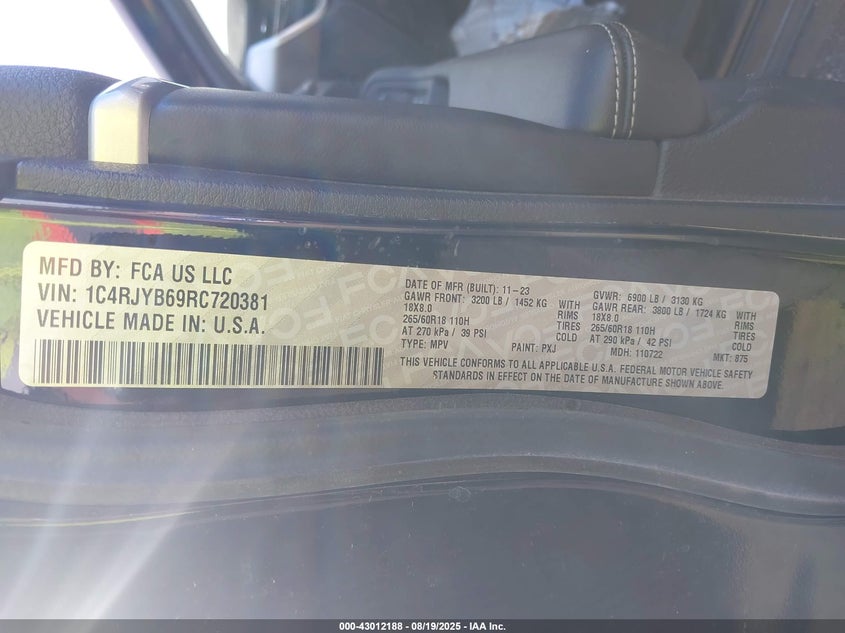 MFD BY: FCA US LLC
VIN: 1C4RJYB69RC720381
VEHICLE MADE IN: U.S.A.
DATE OF MFR (BUILT): 11-23
GAWR FRONT: 3200 LB / 1452 KG WITH
18X8.0 RIMS
265/60R18 110H TIRES
AT 270 kPa / 39 PSI COLD
TYPE: MPV PAINT: PXJ
GVWR: 6900 LB / 3130 KG
GAWR REAR: 3800 LB / 1724 KG WITH
18X8.0 RIMS
265/60R18 110H TIRES
AT 290 kPa / 42 PSI COLD
MDH: 110722 MKT: 875
THIS VEHICLE CONFORMS TO ALL APPLICABLE U.S.A. FEDERAL MOTOR VEHICLE SAFETY
STANDARDS IN EFFECT ON THE DATE OF MANUFACTURE SHOWN ABOVE.
000-43012188 - 08/19/2025 - IAA Inc.